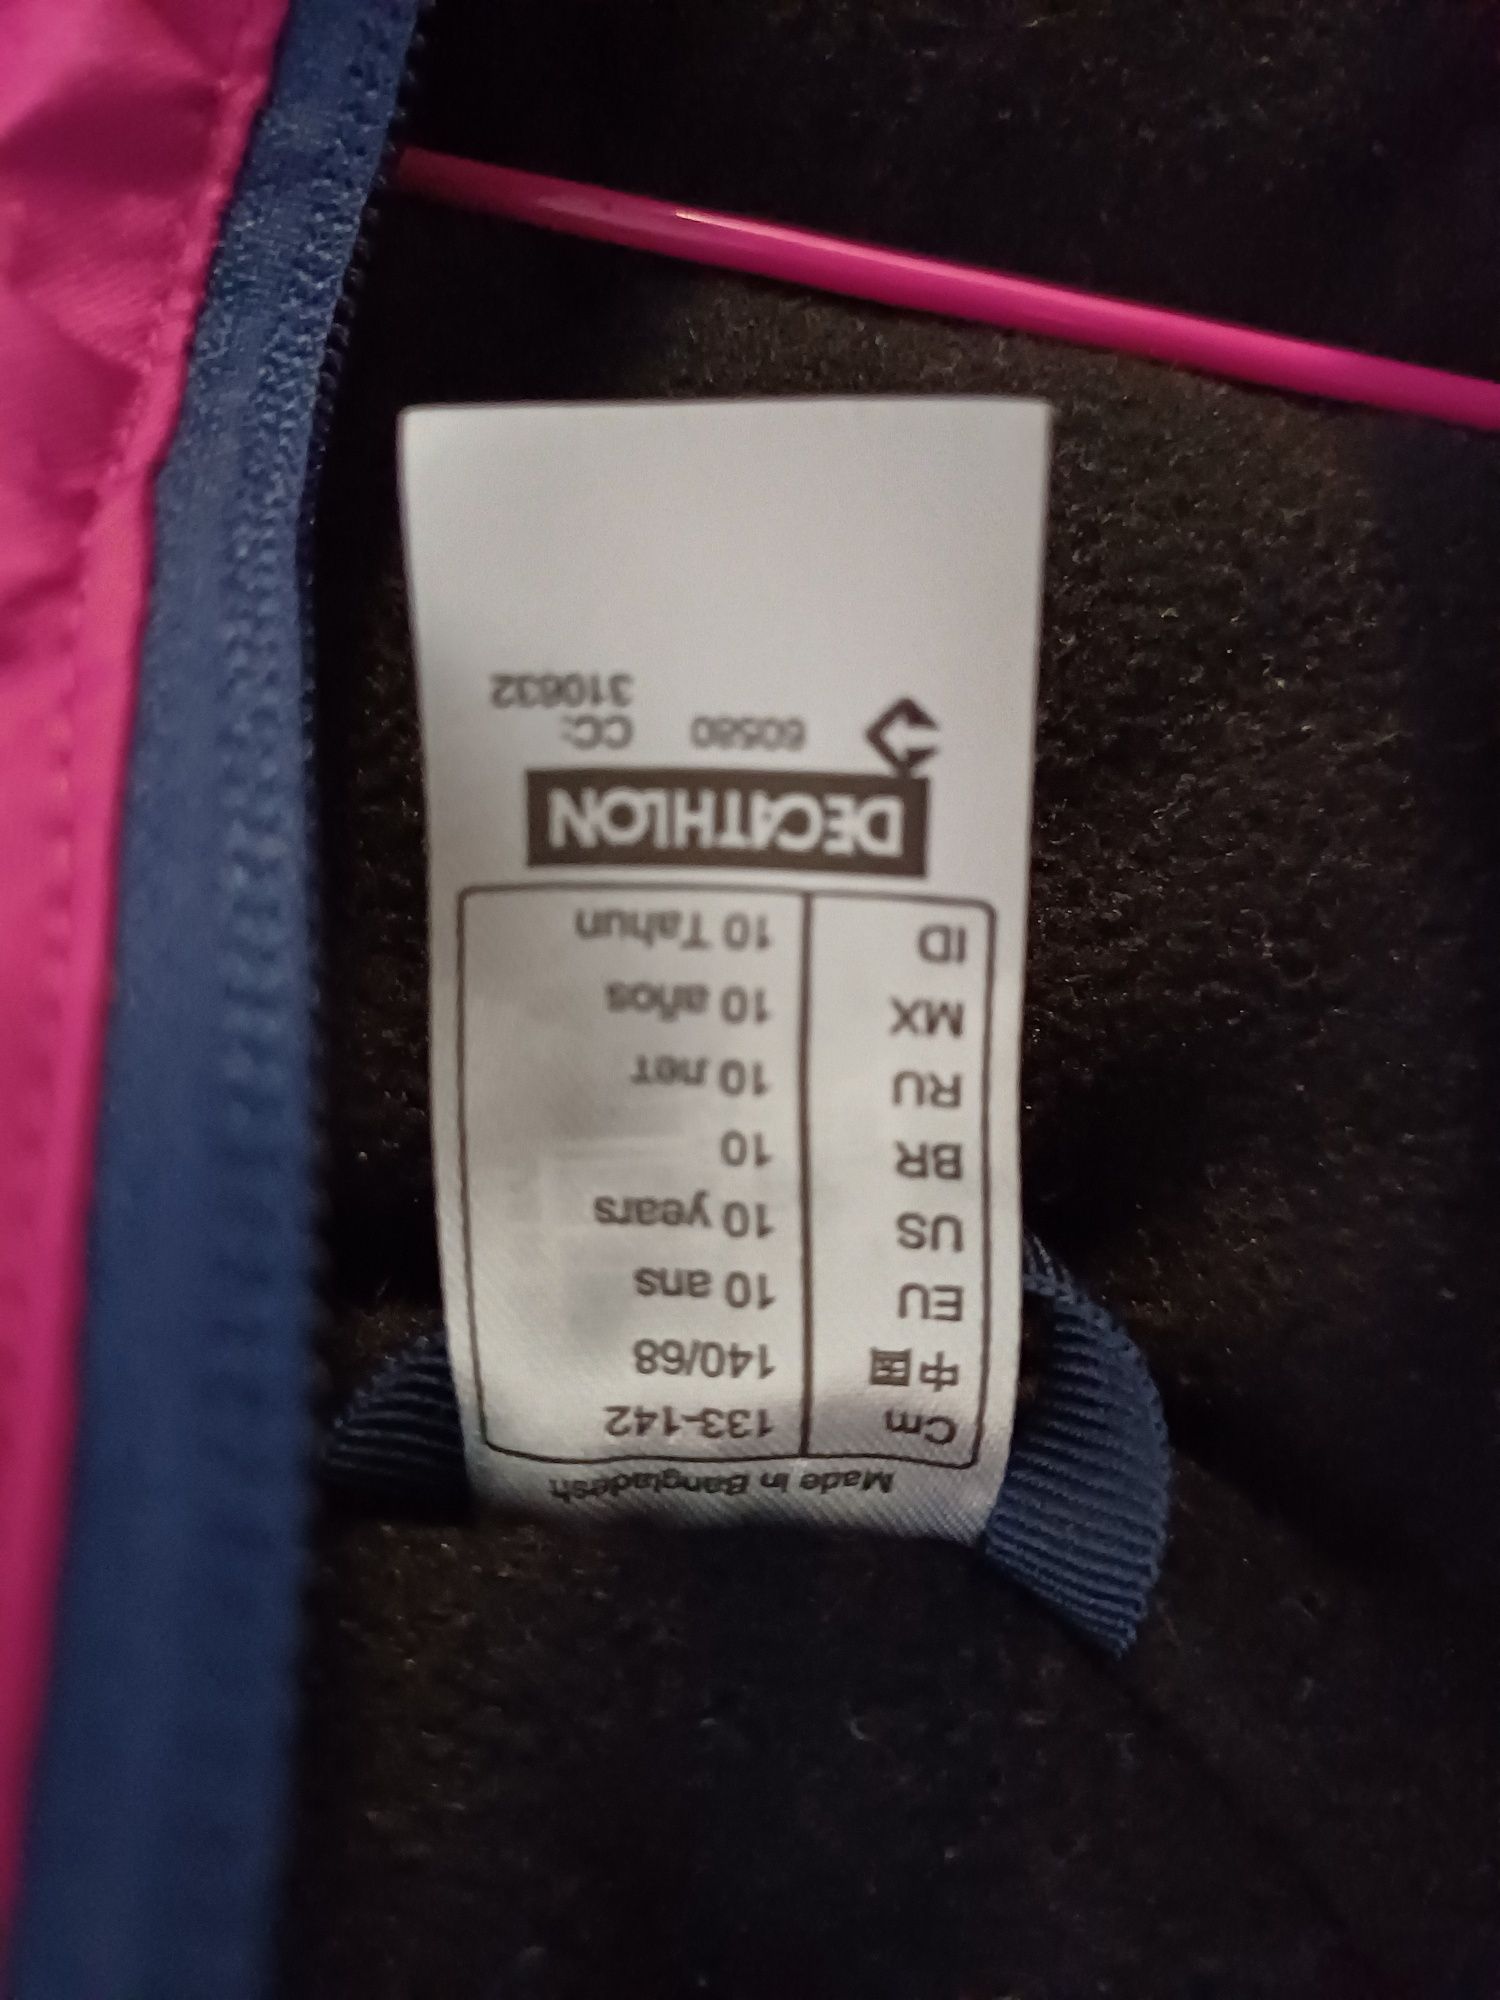 Made in Bangladesh
Cm 133-142
中国 140/68
EU 10 ans
US 10 years
BR 10
RU 10 лет
MX 10 años
ID 10 Tahun
DECATHLON
60580 CC:
310632